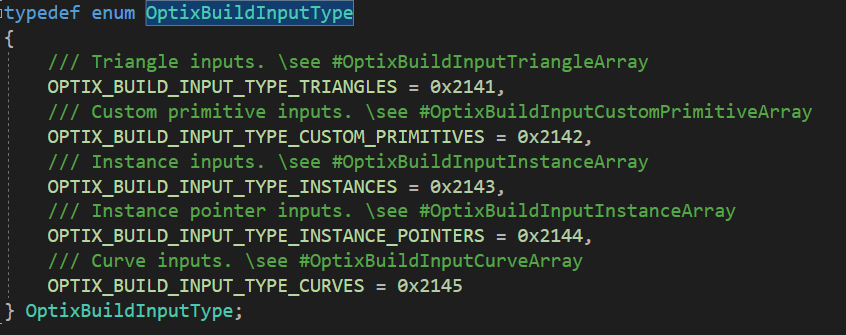 typedef enum OptixBuildInputType
{
/// Triangle inputs. \see #OptixBuildInputTriangleArray
OPTIX_BUILD_INPUT_TYPE_TRIANGLES = 0x2141,
/// Custom primitive inputs. \see #OptixBuildInputCustomPrimitiveArray
OPTIX_BUILD_INPUT_TYPE_CUSTOM_PRIMITIVES = 0x2142,
/// Instance inputs. \see #OptixBuildInputInstanceArray
OPTIX_BUILD_INPUT_TYPE_INSTANCES = 0x2143,
/// Instance pointer inputs. \see #OptixBuildInputInstanceArray
OPTIX_BUILD_INPUT_TYPE_INSTANCE_POINTERS = 0x2144,
/// Curve inputs. \see #OptixBuildInputCurveArray
OPTIX_BUILD_INPUT_TYPE_CURVES = 0x2145
} OptixBuildInputType;